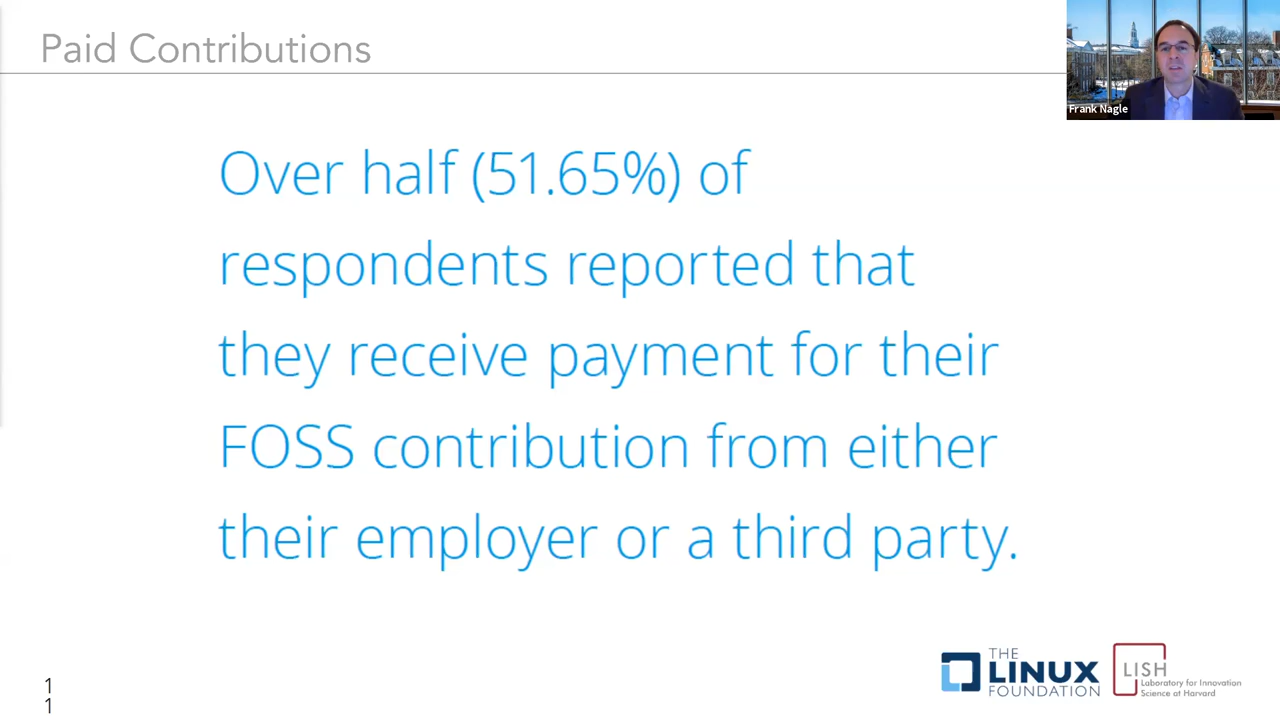 Paid Contributions
Frank Nagle
Over half (51.65%) of
respondents reported that
they receive payment for their
FOSS contribution from either
their employer or a third party.
THE
LINUX
FOUNDATION
LISH
Laboratory for Innovation
Science at Harvard
1
1